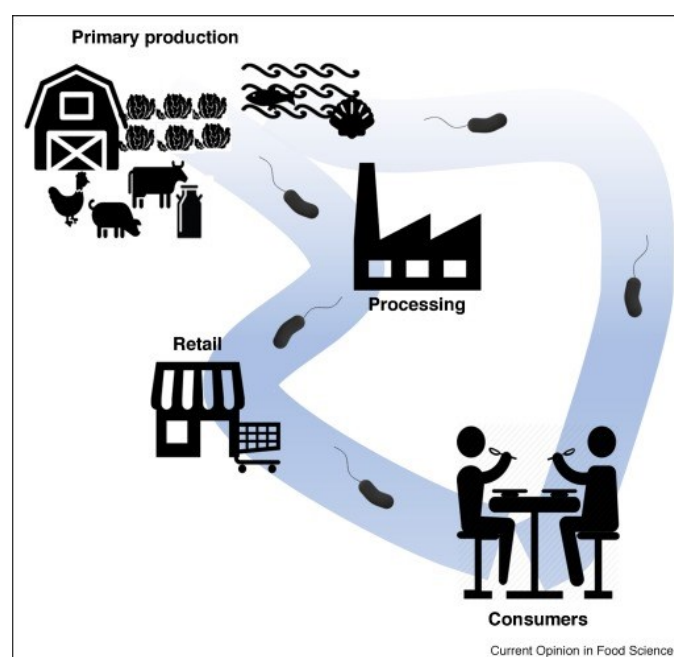 Primary production
Processing
Retail
Consumers
Current Opinion in Food Science